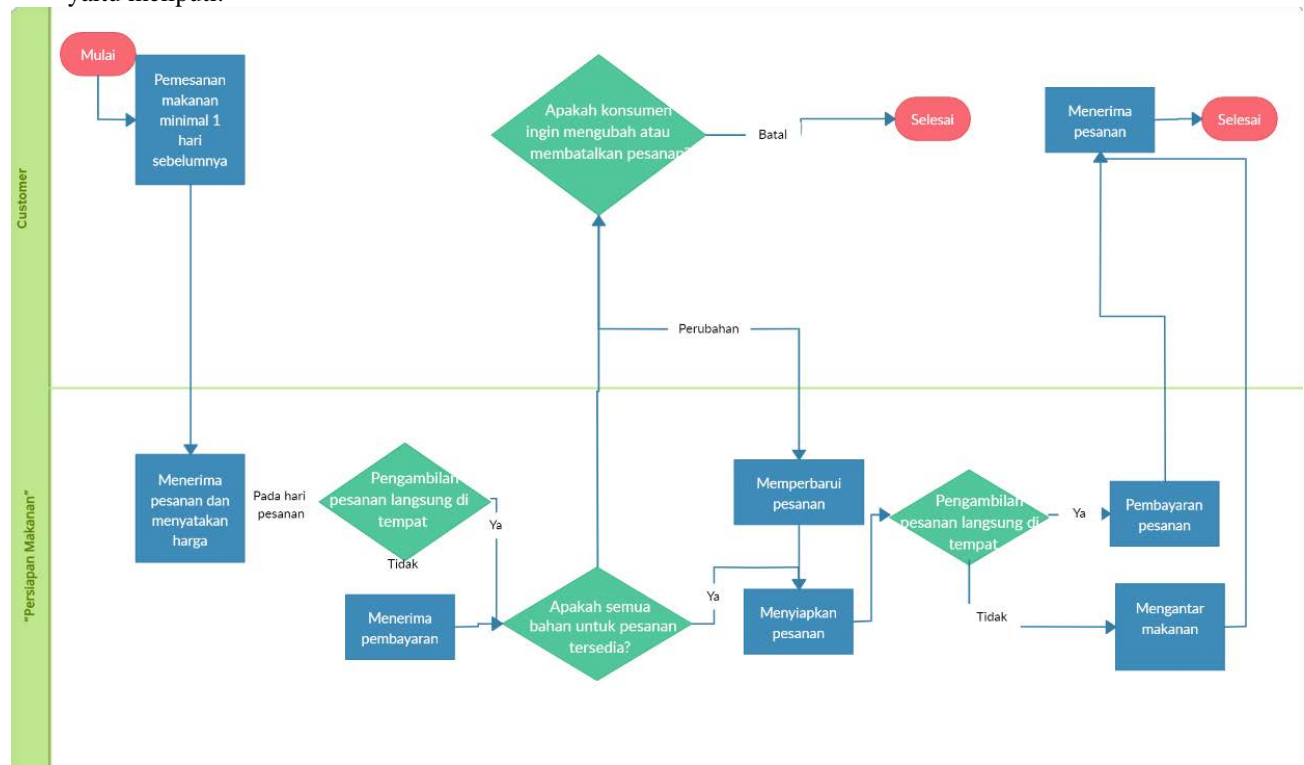 yaitu meliputi:
Mulai
Pemesanan
makanan
minimal 1
hari
sebelumnya
Apakah konsumen
ingin mengubah atau
membatalkan pesanan?
Batal
Selesai
Menerima
pesanan
Selesai
Customer
Perubahan
"Persiapan Makanan"
Menerima
pesanan dan
menyatakan
harga
Pada hari
pesanan
Pengambilan
pesanan langsung di
tempat
Ya
Tidak
Menerima
pembayaran
Apakah semua
bahan untuk pesanan
tersedia?
Ya
Memperbarui
pesanan
Menyiapkan
pesanan
Pengambilan
pesanan langsung di
tempat
Ya
Pembayaran
pesanan
Tidak
Mengantar
makanan